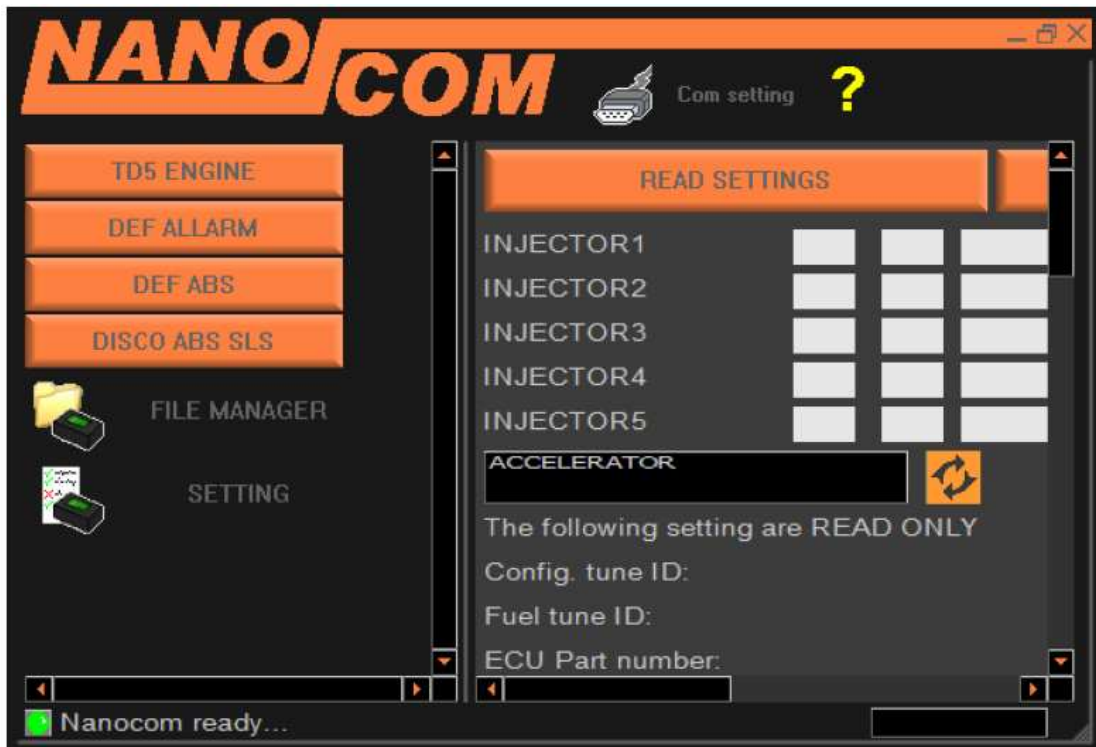 NANOCOM
Com setting ?
TD5 ENGINE
DEF ALLARM
DEF ABS
DISCO ABS SLS
FILE MANAGER
SETTING
READ SETTINGS
INJECTOR1
INJECTOR2
INJECTOR3
INJECTOR4
INJECTOR5
ACCELERATOR
The following setting are READ ONLY
Config. tune ID:
Fuel tune ID:
ECU Part number:
Nanocom ready...